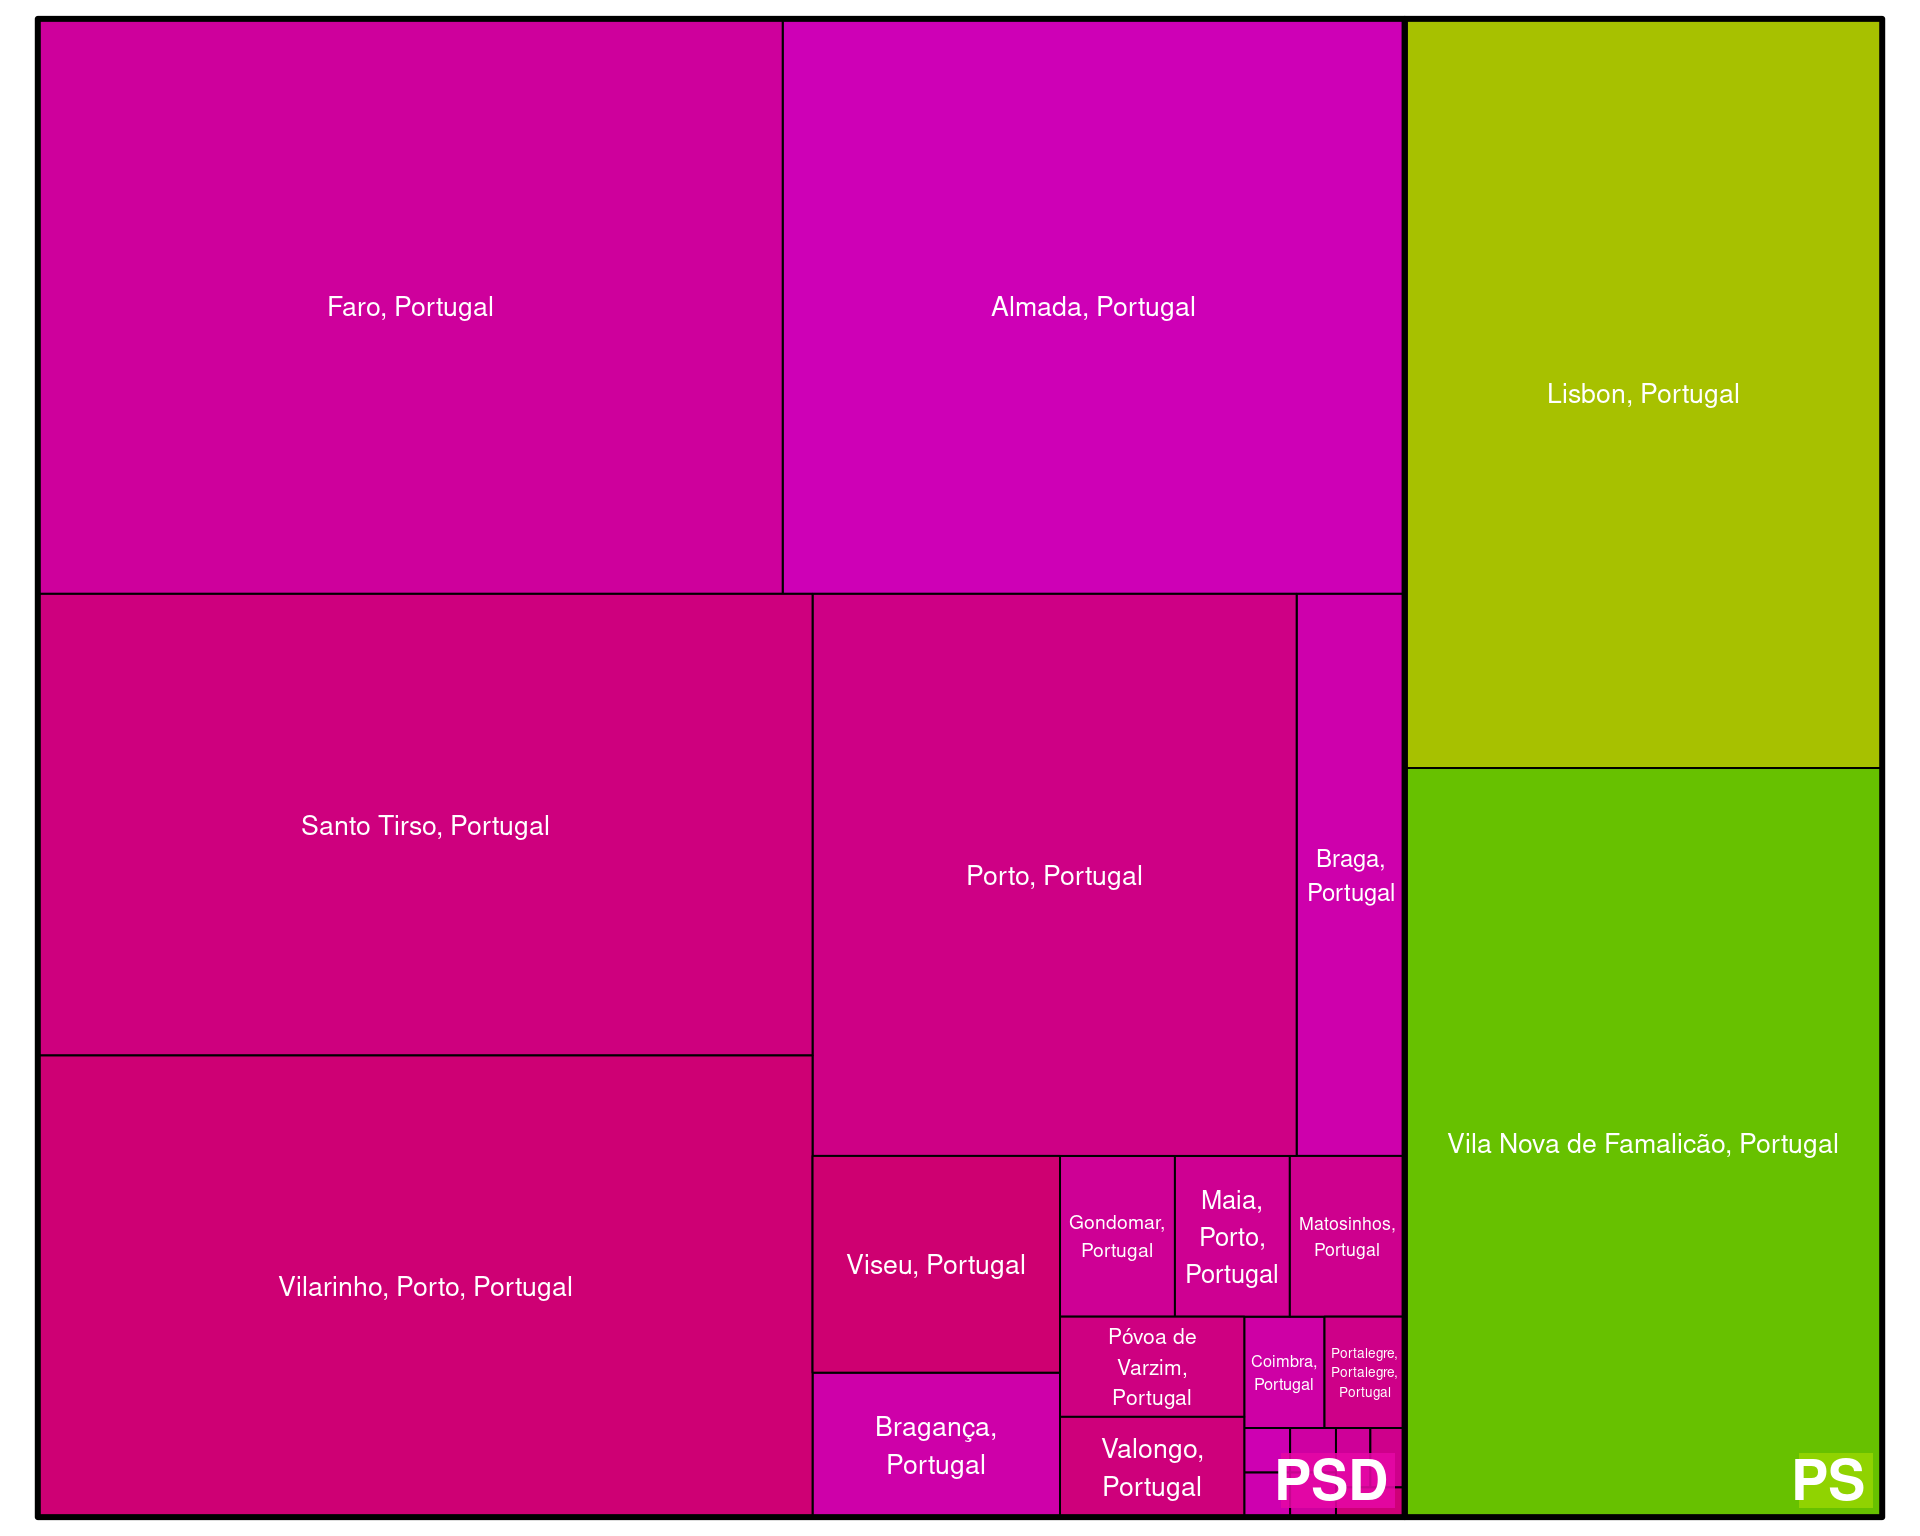 Faro, Portugal
Almada, Portugal
Lisbon, Portugal
Santo Tirso, Portugal
Porto, Portugal
Braga,
Portugal
Vila Nova de Famalicão, Portugal
Vilarinho, Porto, Portugal
Viseu, Portugal
Gondomar,
Portugal
Maia,
Porto,
Portugal
Matosinhos,
Portugal
Póvoa de
Varzim,
Portugal
Coimbra,
Portugal
Portalegre,
Portalegre,
Portugal
Bragança,
Portugal
Valongo,
Portugal
PSD
PS